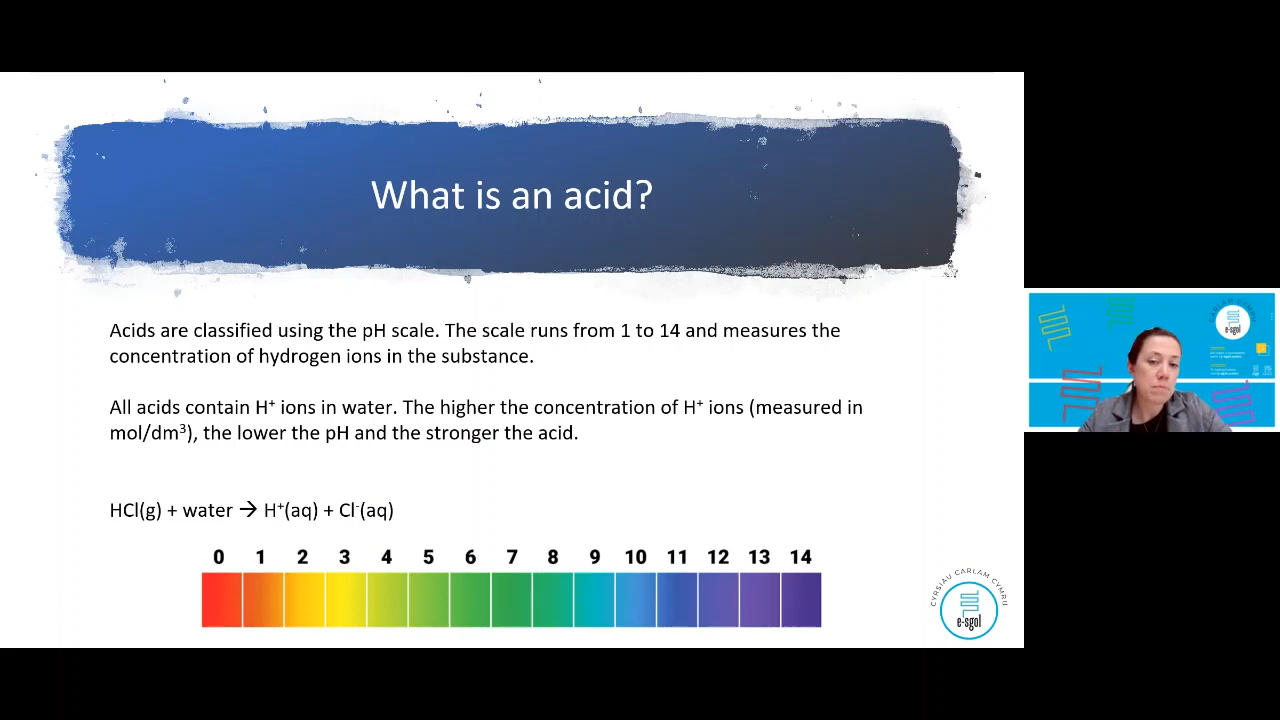 What is an acid?
Acids are classified using the pH scale. The scale runs from 1 to 14 and measures the
concentration of hydrogen ions in the substance.
All acids contain H⁺ ions in water. The higher the concentration of H⁺ ions (measured in
mol/dm³), the lower the pH and the stronger the acid.
HCl(g) + water → H⁺(aq) + Cl⁻(aq)
0 1 2 3 4 5 6 7 8 9 10 11 12 13 14
CYRSIAU CARLAM CYMRU
e-sgol
e-sgol